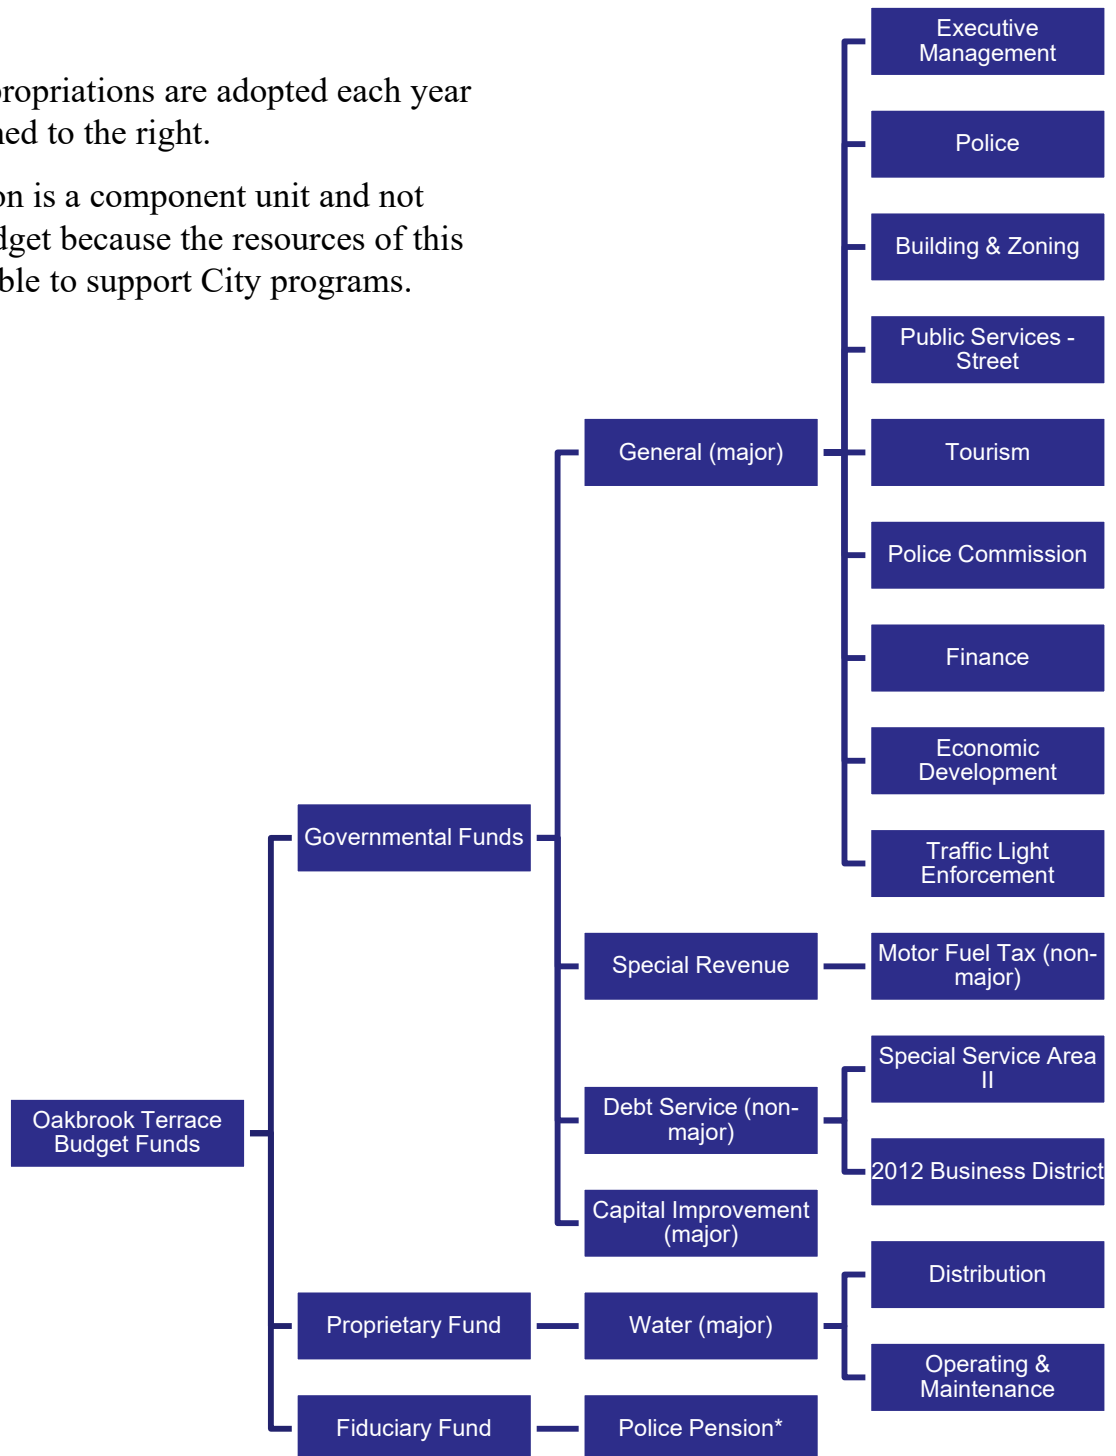 propriations are adopted each year
ned to the right.
on is a component unit and not
dget because the resources of this
ble to support City programs.
Executive
Management
Police
Building & Zoning
Public Services -
Street
General (major)
Tourism
Police Commission
Finance
Economic
Development
Governmental Funds
Traffic Light
Enforcement
Special Revenue
Motor Fuel Tax (non-
major)
Special Service Area
II
Oakbrook Terrace
Budget Funds
Debt Service (non-
major)
2012 Business District
Capital Improvement
(major)
Distribution
Proprietary Fund
Water (major)
Operating &
Maintenance
Fiduciary Fund
Police Pension*